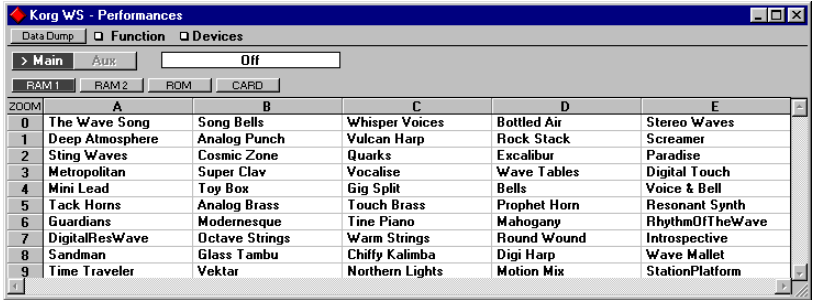 Korg WS - Performances
Data Dump Function Devices
> Main Aux Off
RAM 1 RAM 2 ROM CARD
ZOOM A B C D E
0 The Wave Song Song Bells Whisper Voices Bottled Air Stereo Waves
1 Deep Atmosphere Analog Punch Vulcan Harp Rock Stack Screamer
2 Sting Waves Cosmic Zone Quarks Excalibur Paradise
3 Metropolitan Super Clav Vocalise Wave Tables Digital Touch
4 Mini Lead Toy Box Gig Split Bells Voice & Bell
5 Tack Horns Analog Brass Touch Brass Prophet Horn Resonant Synth
6 Guardians Modernesque Tine Piano Mahogany RhythmOfTheWave
7 DigitalResWave Octave Strings Warm Strings Round Wound Introspective
8 Sandman Glass Tambu Chiffy Kalimba Digi Harp Wave Mallet
9 Time Traveler Vektar Northern Lights Motion Mix StationPlatform